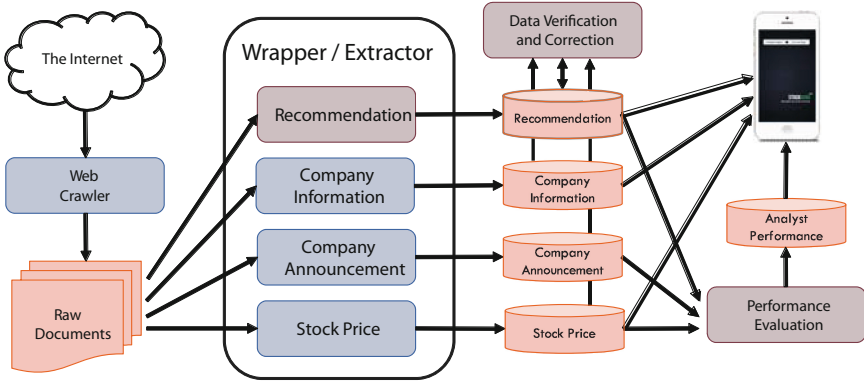 The Internet
Web
Crawler
Raw
Documents
Wrapper / Extractor
Recommendation
Company
Information
Company
Announcement
Stock Price
Data Verification
and Correction
Recommendation
Company
Information
Company
Announcement
Stock Price
Analyst
Performance
Performance
Evaluation